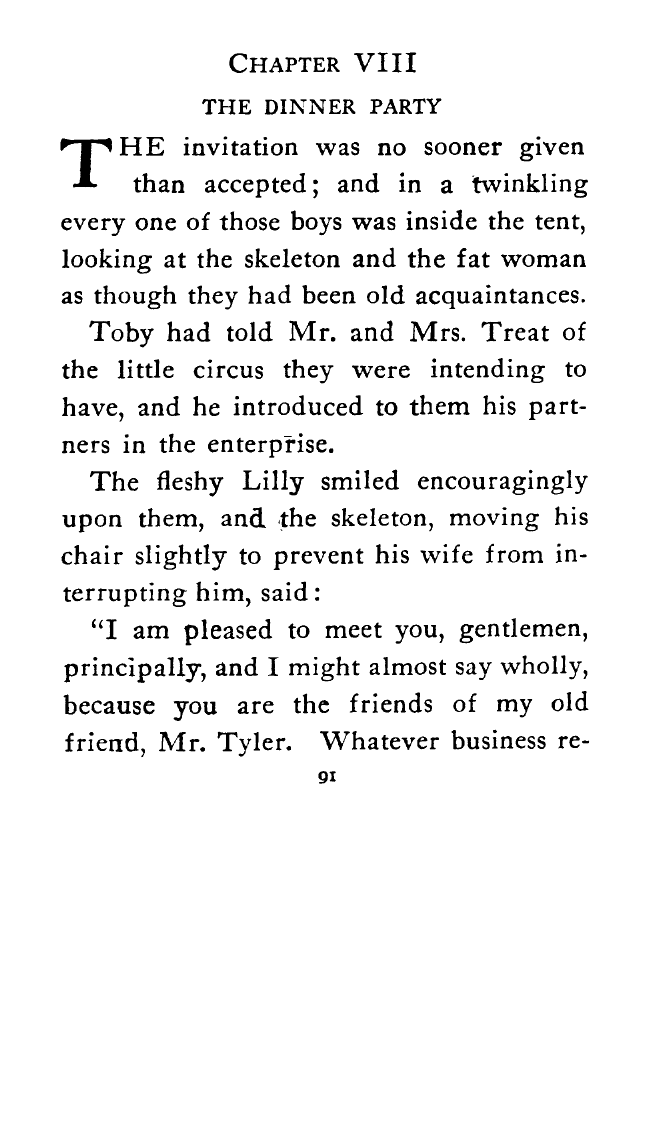 CHAPTER VIII
THE DINNER PARTY
THE invitation was no sooner given
than accepted; and in a twinkling
every one of those boys was inside the tent,
looking at the skeleton and the fat woman
as though they had been old acquaintances.
Toby had told Mr. and Mrs. Treat of
the little circus they were intending to
have, and he introduced to them his part-
ners in the enterprise.
The fleshy Lilly smiled encouragingly
upon them, and the skeleton, moving his
chair slightly to prevent his wife from in-
terrupting him, said:
“I am pleased to meet you, gentlemen,
principally, and I might almost say wholly,
because you are the friends of my old
friend, Mr. Tyler. Whatever business re-
91